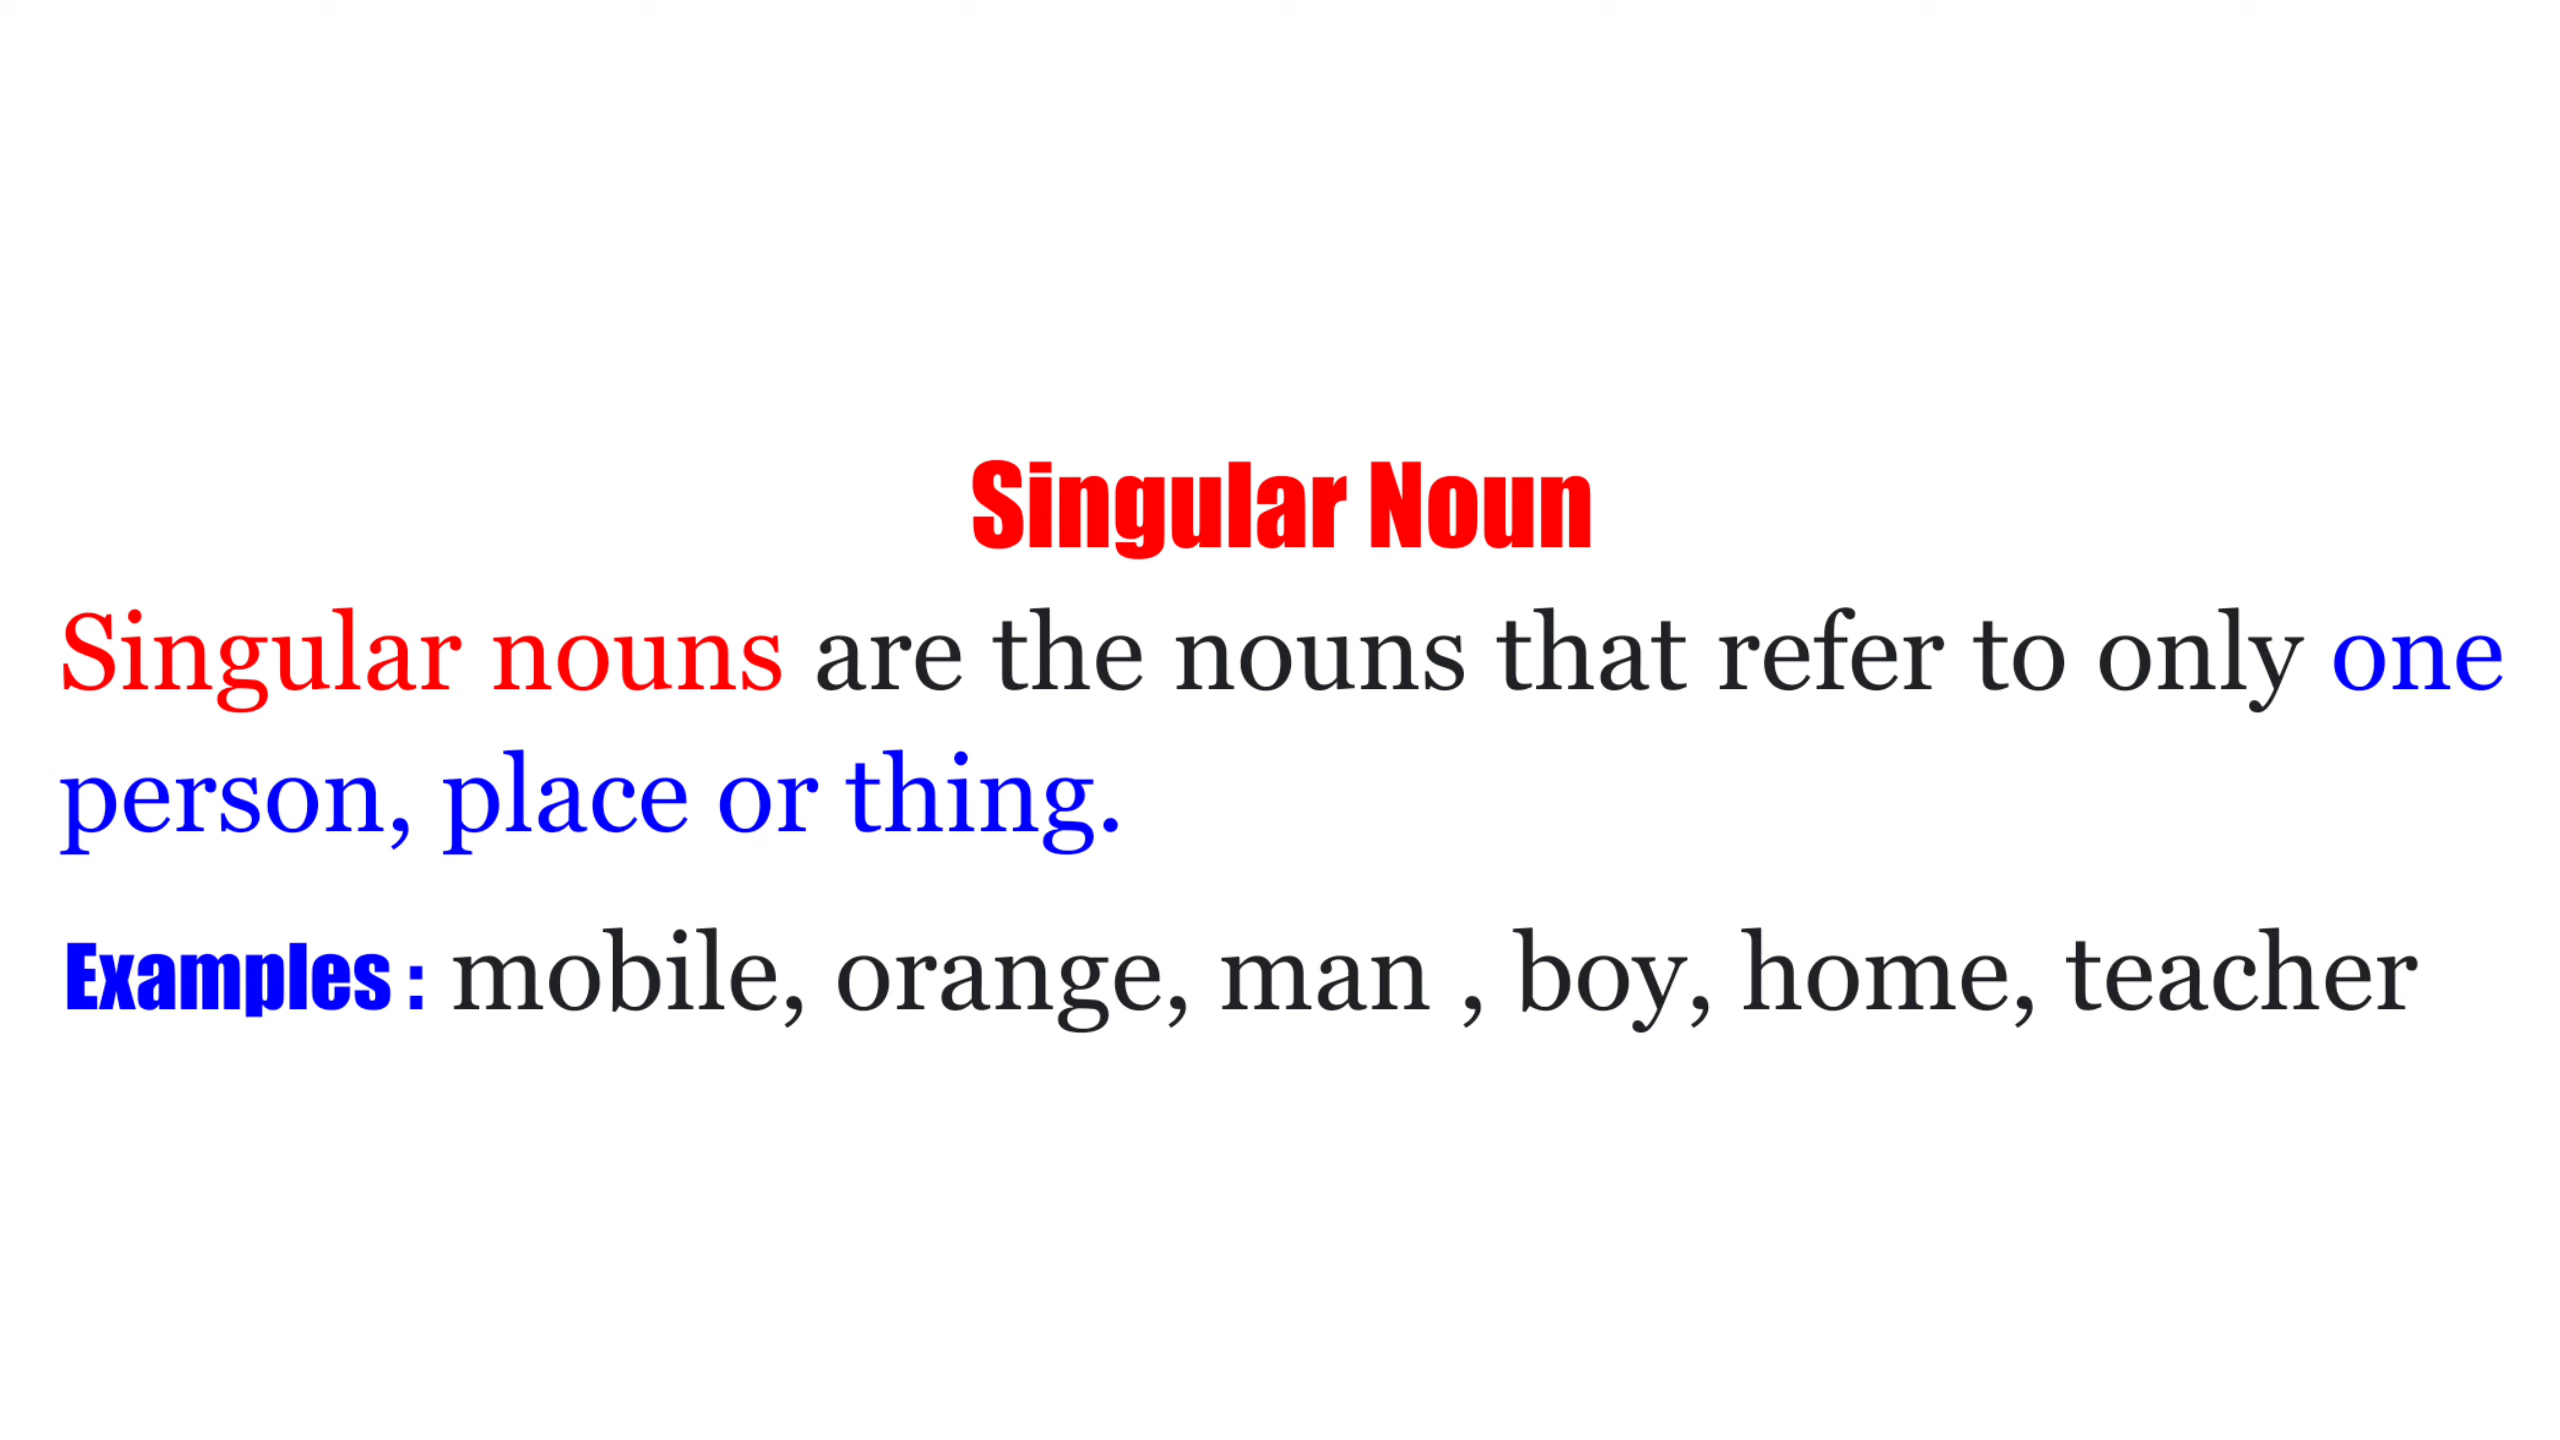 Singular Noun
Singular nouns are the nouns that refer to only one
person, place or thing.
Examples : mobile, orange, man , boy, home, teacher